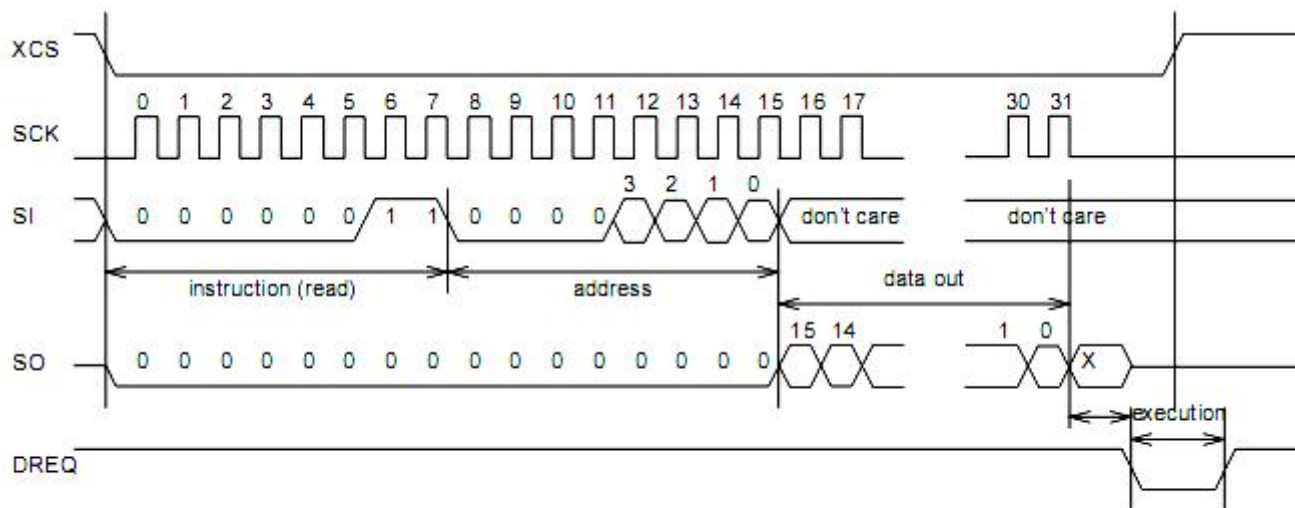 XCS
0 1 2 3 4 5 6 7 8 9 10 11 12 13 14 15 16 17 30 31
SCK
3 2 1 0
SI 0 0 0 0 0 0 1 1 0 0 0 0 don't care don't care
instruction (read) address data out
15 14 1 0
SO 0 0 0 0 0 0 0 0 0 0 0 0 0 0 0 0 X
execution
DREQ